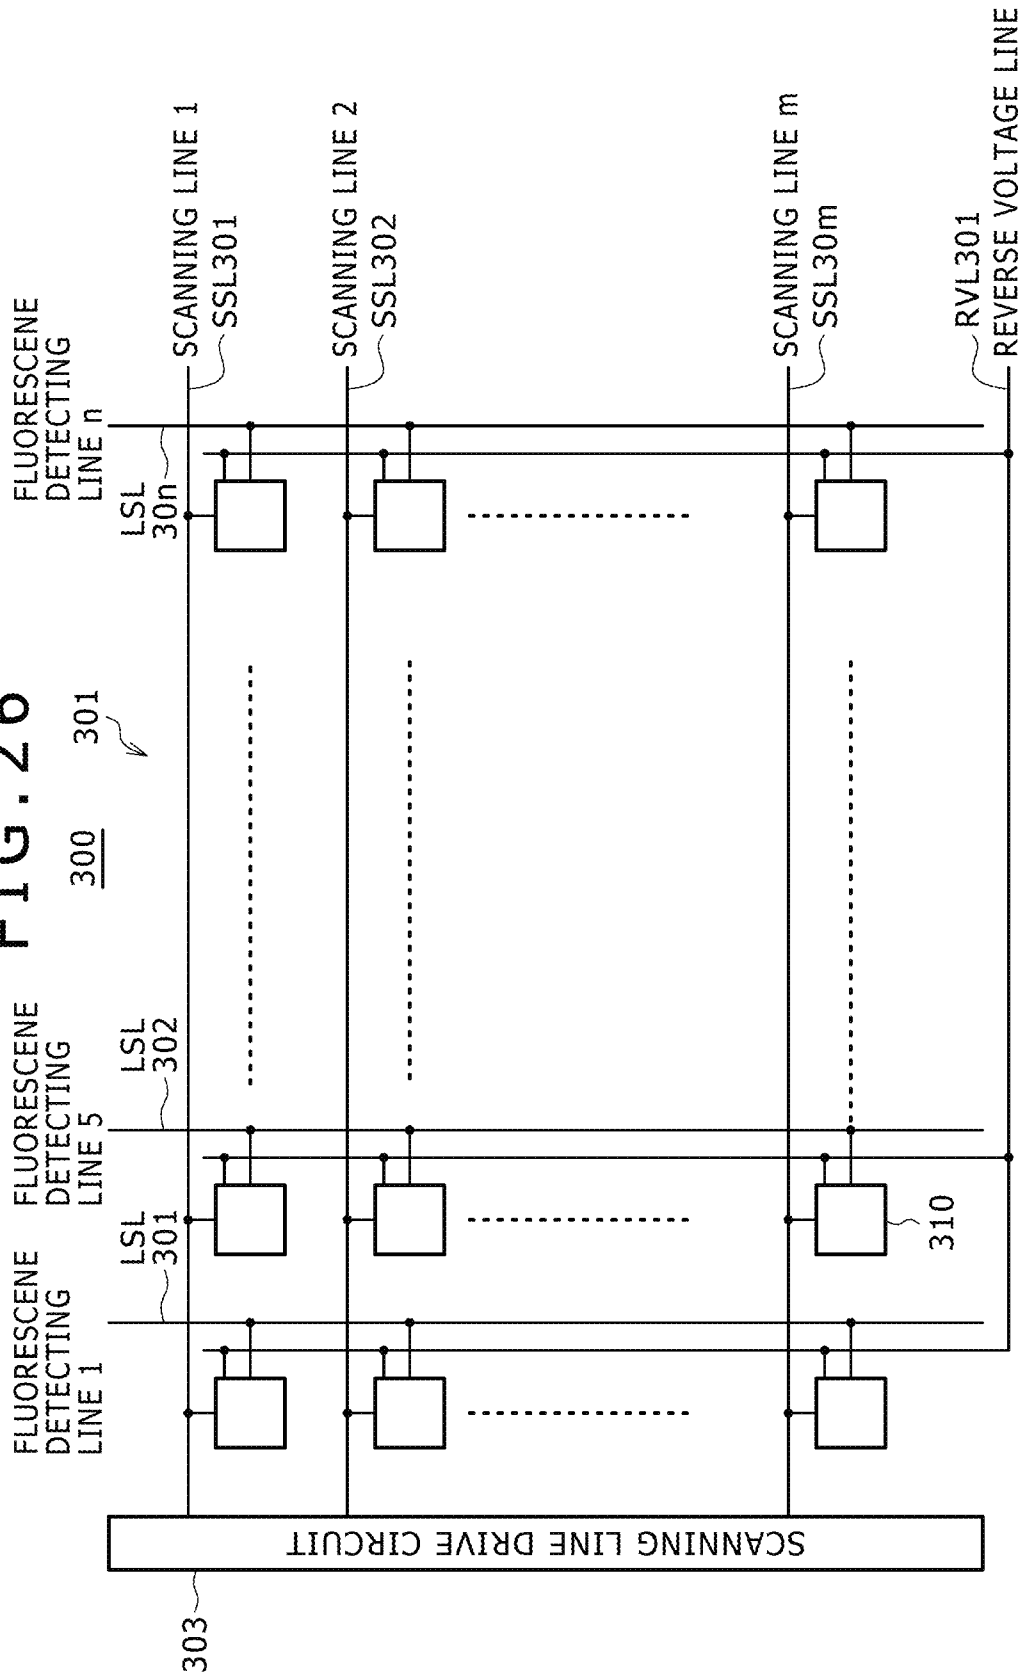 FIG.26
300
301
FLUORESCENE
DETECTING
LINE 1
LSL
301
FLUORESCENE
DETECTING
LINE 5
LSL
302
FLUORESCENE
DETECTING
LINE n
LSL
30n
SCANNING LINE 1
SSL301
SCANNING LINE 2
SSL302
SCANNING LINE m
SSL30m
RVL301
REVERSE VOLTAGE LINE
310
303
SCANNING LINE DRIVE CIRCUIT